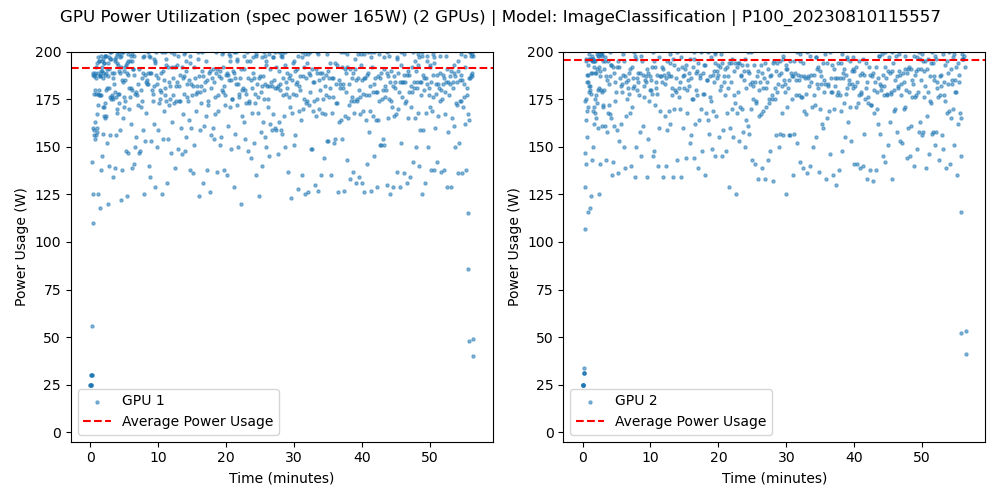 GPU Power Utilization (spec power 165W) (2 GPUs) | Model: ImageClassification | P100_20230810115557
Power Usage (W)
200
175
150
125
100
75
50
25
0
GPU 1
Average Power Usage
0 10 20 30 40 50
Time (minutes)
Power Usage (W)
200
175
150
125
100
75
50
25
0
GPU 2
Average Power Usage
0 10 20 30 40 50
Time (minutes)